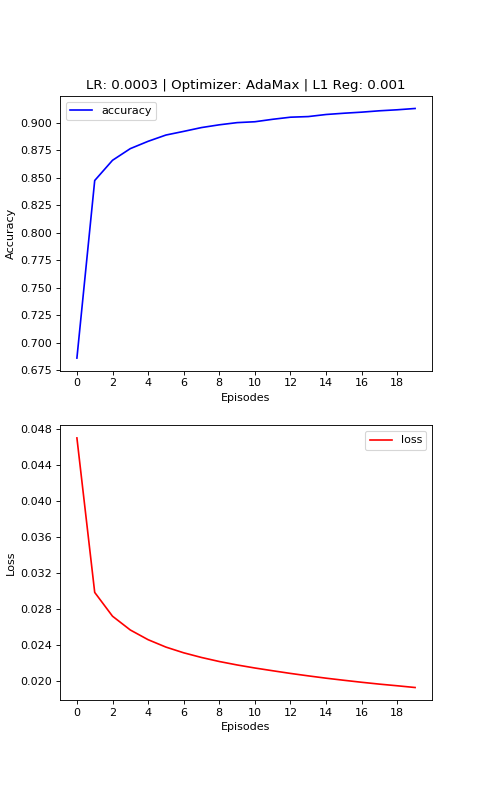 LR: 0.0003 | Optimizer: AdaMax | L1 Reg: 0.001
accuracy
0.900
0.875
0.850
0.825
0.800
0.775
0.750
0.725
0.700
0.675
Accuracy
0 2 4 6 8 10 12 14 16 18
Episodes
loss
0.048
0.044
0.040
0.036
0.032
0.028
0.024
0.020
Loss
0 2 4 6 8 10 12 14 16 18
Episodes